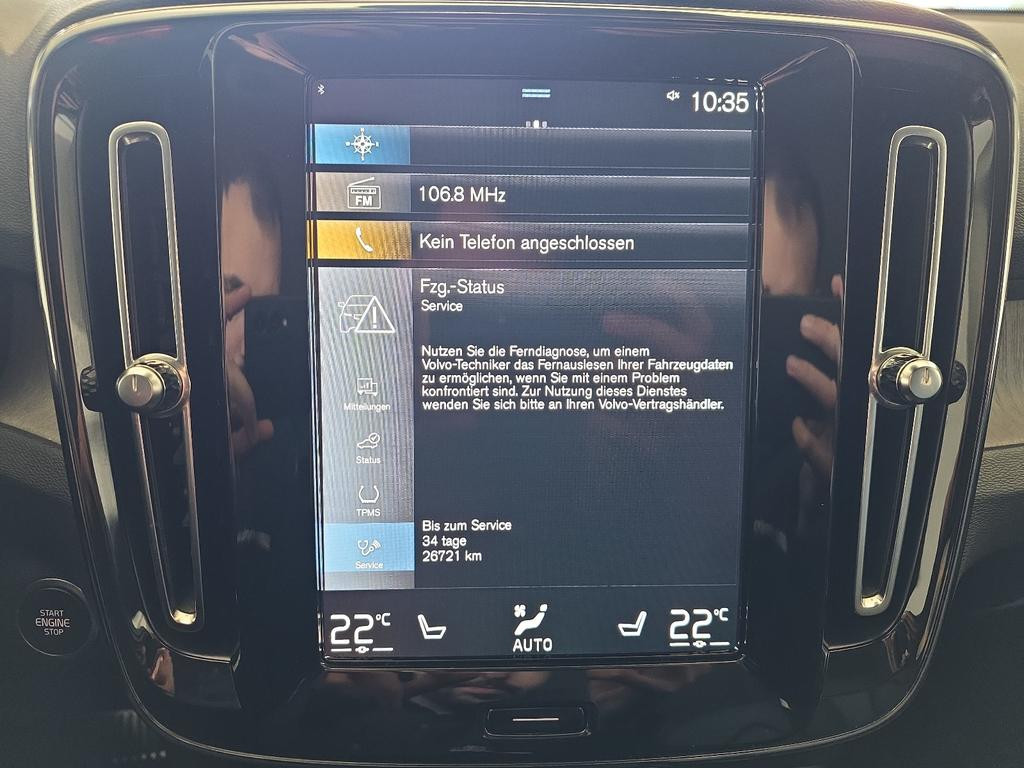 10:35
FM
106.8 MHz
Kein Telefon angeschlossen
Fzg.-Status
Service
Nutzen Sie die Ferndiagnose, um einem
Volvo-Techniker das Fernauslesen Ihrer Fahrzeugdaten
zu ermöglichen, wenn Sie mit einem Problem
konfrontiert sind. Zur Nutzung dieses Dienstes
wenden Sie sich bitte an Ihren Volvo-Vertragshändler.
Mitteilungen
Status
TPMS
Service
Bis zum Service
34 tage
26721 km
START
ENGINE
STOP
22°C
AUTO
22°C